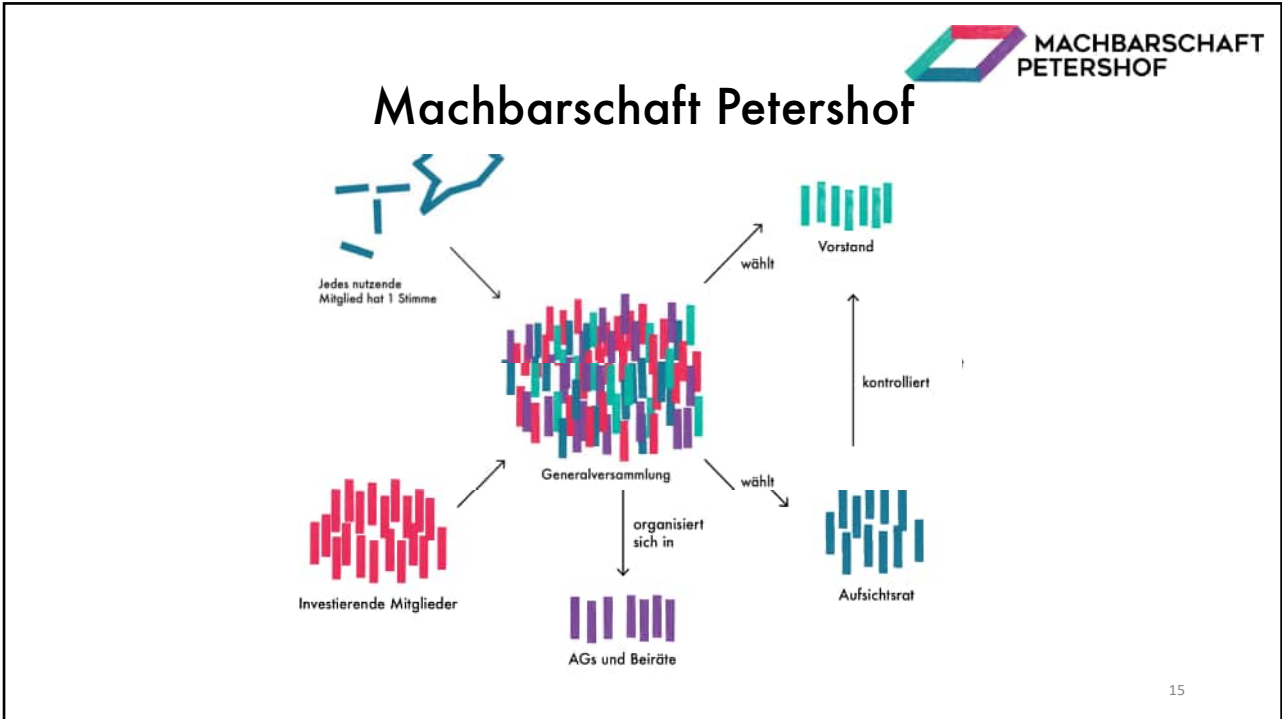 MACHBARSCHAFT
PETERSHOF
Machbarschaft Petershof
Jedes nutzende
Mitglied hat 1 Stimme
wählt
Vorstand
kontrolliert
Generalversammlung
wählt
Investierende Mitglieder
organisiert
sich in
Aufsichtsrat
AGs und Beiräte
15